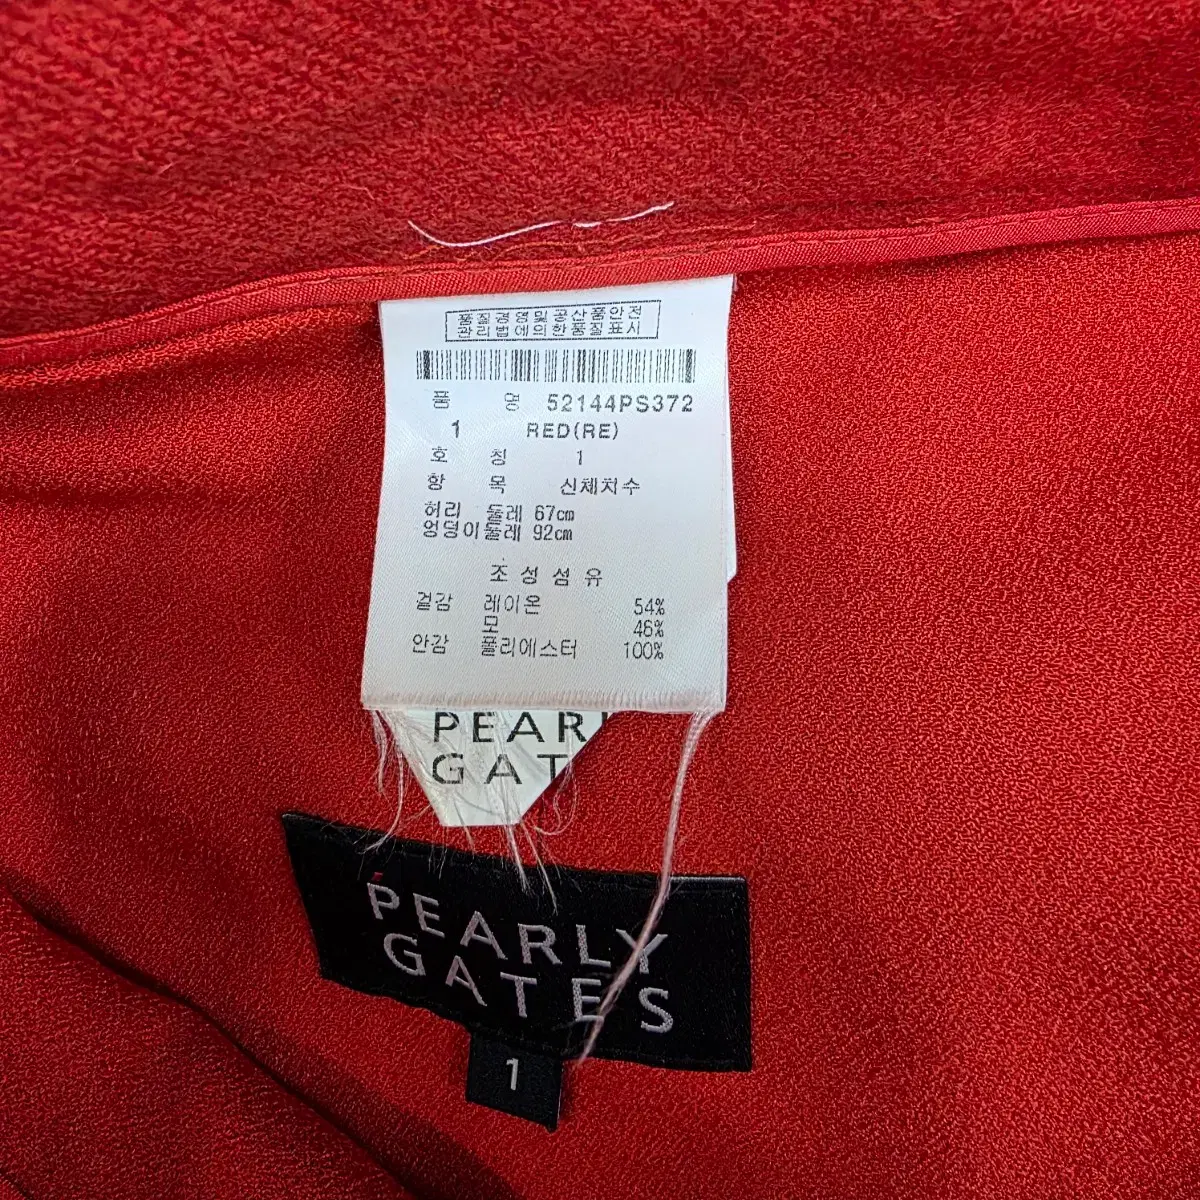 품질경영및공산품안전
관리법에의한품질표시
품 명 52144PS372
1 RED(RE)
호 칭 1
항 목 신체치수
허리 둘레 67cm
엉덩이둘레 92cm
조성섬유
겉감 레이온 54%
모 46%
안감 폴리에스터 100%
PEARL
GAT
PEARLY
GATES
1